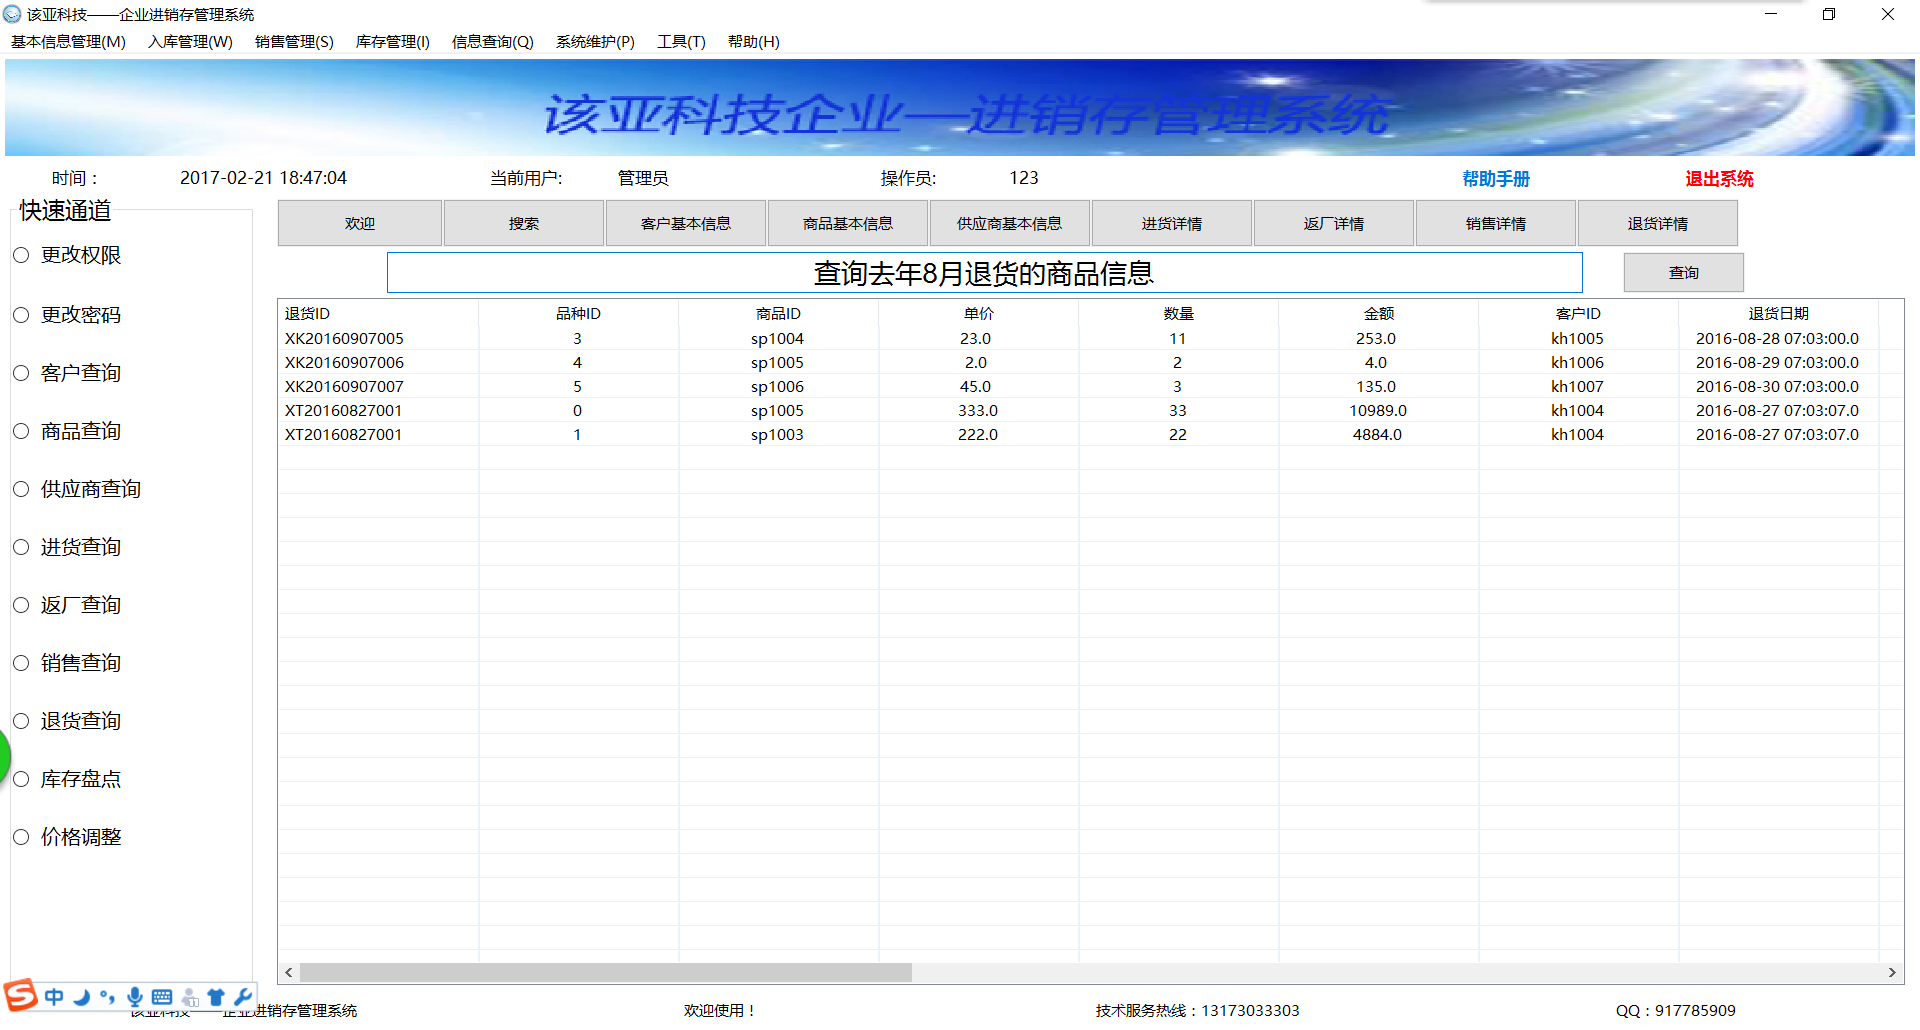 该亚科技——企业进销存管理系统
基本信息管理(M) 入库管理(W) 销售管理(S) 库存管理(I) 信息查询(Q) 系统维护(P) 工具(T) 帮助(H)
该亚科技企业—进销存管理系统
时间： 2017-02-21 18:47:04 当前用户: 管理员 操作员: 123 帮助手册 退出系统
快速通道
欢迎 搜索 客户基本信息 商品基本信息 供应商基本信息 进货详情 返厂详情 销售详情 退货详情
更改权限
更改密码
客户查询
商品查询
供应商查询
进货查询
返厂查询
销售查询
退货查询
库存盘点
价格调整
查询去年8月退货的商品信息 查询
退货ID 品种ID 商品ID 单价 数量 金额 客户ID 退货日期
XK20160907005 3 sp1004 23.0 11 253.0 kh1005 2016-08-28 07:03:00.0
XK20160907006 4 sp1005 2.0 2 4.0 kh1006 2016-08-29 07:03:00.0
XK20160907007 5 sp1006 45.0 3 135.0 kh1007 2016-08-30 07:03:00.0
XT20160827001 0 sp1005 333.0 33 10989.0 kh1004 2016-08-27 07:03:07.0
XT20160827001 1 sp1003 222.0 22 4884.0 kh1004 2016-08-27 07:03:07.0
S 中
该亚科技——企业进销存管理系统 欢迎使用！ 技术服务热线：13173033303 QQ：917785909